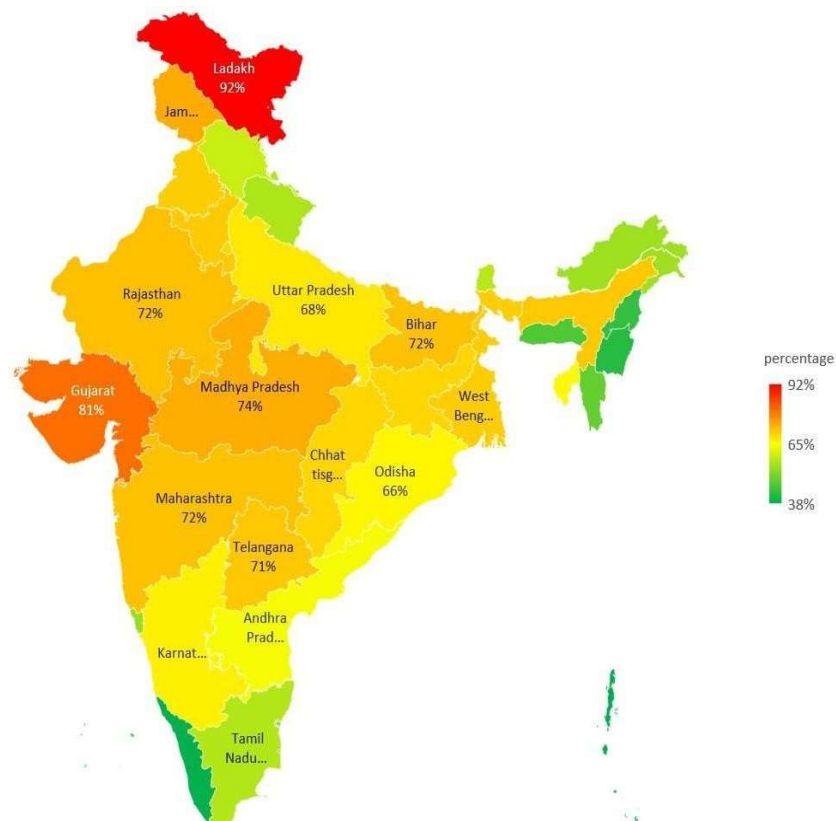 Ladakh
92%
Jam...
Rajasthan
72%
Uttar Pradesh
68%
Bihar
72%
Gujarat
81%
Madhya Pradesh
74%
West
Beng...
Chhat
tisg...
Odisha
66%
Maharashtra
72%
Telangana
71%
Andhra
Prad...
Karnat...
Tamil
Nadu...
percentage
92%
65%
38%